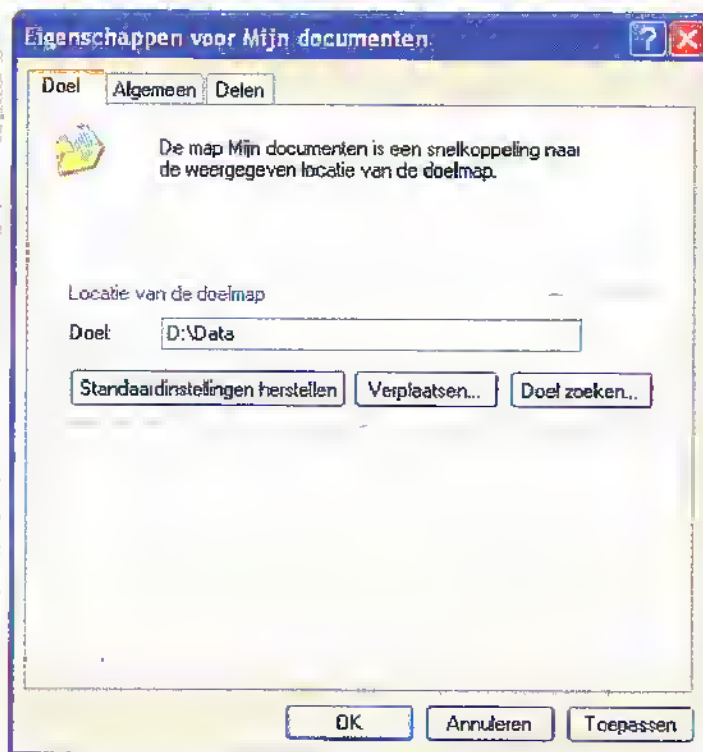 Eigenschappen voor Mijn documenten
Doel Algemeen Delen
De map Mijn documenten is een snelkoppeling naar
de weergegeven locatie van de doelmap.
Locatie van de doelmap
Doel: D:\Data
Standaardinstellingen herstellen Verplaatsen... Doel zoeken...
OK Annuleren Toepassen